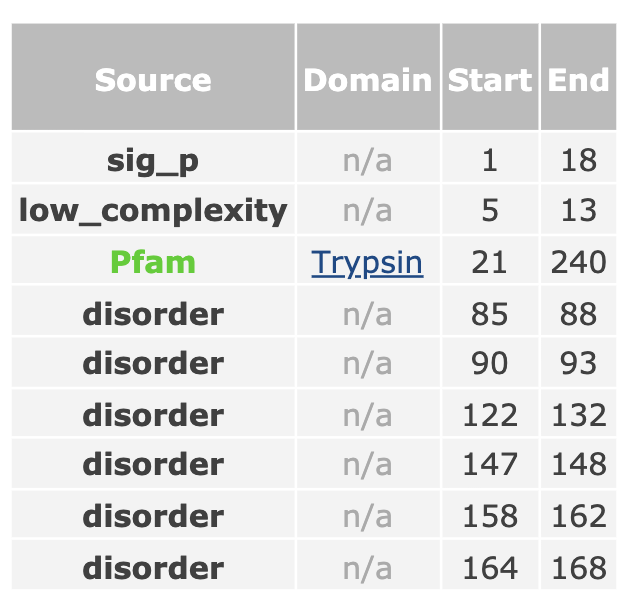 Source Domain Start End
sig_p n/a 1 18
low_complexity n/a 5 13
Pfam Trypsin 21 240
disorder n/a 85 88
disorder n/a 90 93
disorder n/a 122 132
disorder n/a 147 148
disorder n/a 158 162
disorder n/a 164 168